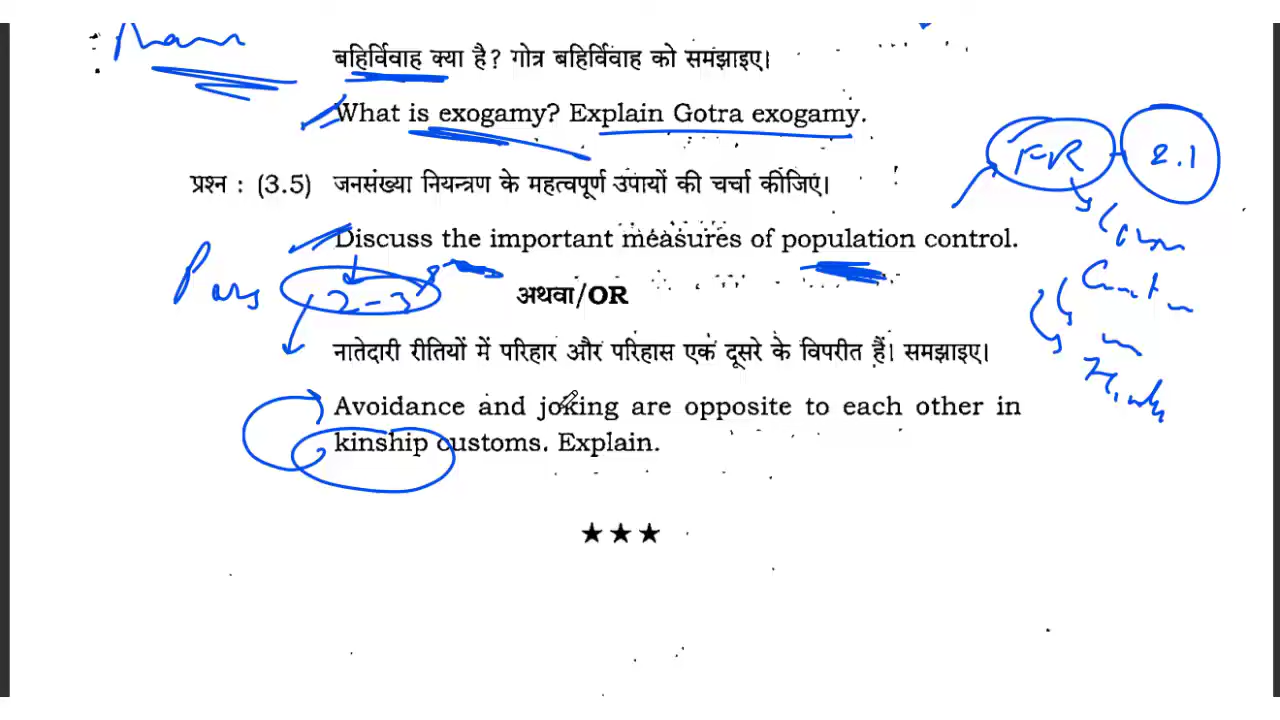 बहिर्विवाह क्या है? गोत्र बहिर्विवाह को समझाइए।
What is exogamy? Explain Gotra exogamy.
FR - 2.1
प्रश्न : (3.5) जनसंख्या नियन्त्रण के महत्वपूर्ण उपायों की चर्चा कीजिए।
Discuss the important measures of population control.
2-3
अथवा/OR
नातेदारी रीतियों में परिहार और परिहास एक दूसरे के विपरीत हैं। समझाइए।
Avoidance and joking are opposite to each other in
kinship customs. Explain.
★★★